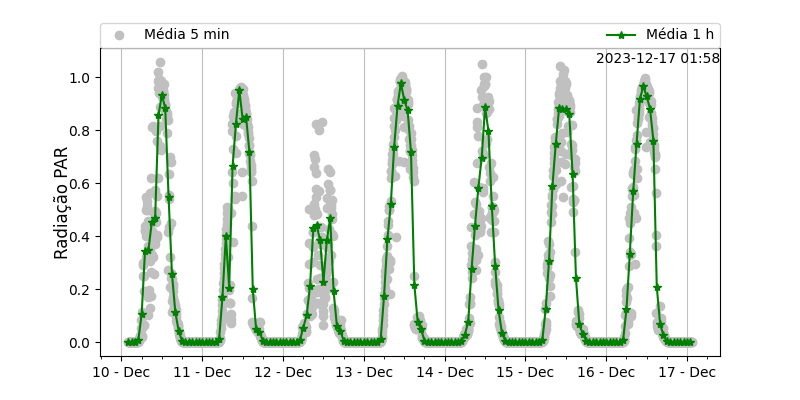 Média 5 min
Média 1 h
2023-12-17 01:58
Radiação PAR
1.0
0.8
0.6
0.4
0.2
0.0
10 - Dec
11 - Dec
12 - Dec
13 - Dec
14 - Dec
15 - Dec
16 - Dec
17 - Dec